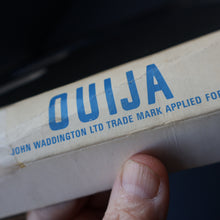 OUIJA
JOHN WADDINGTON LTD TRADE MARK APPLIED FOR